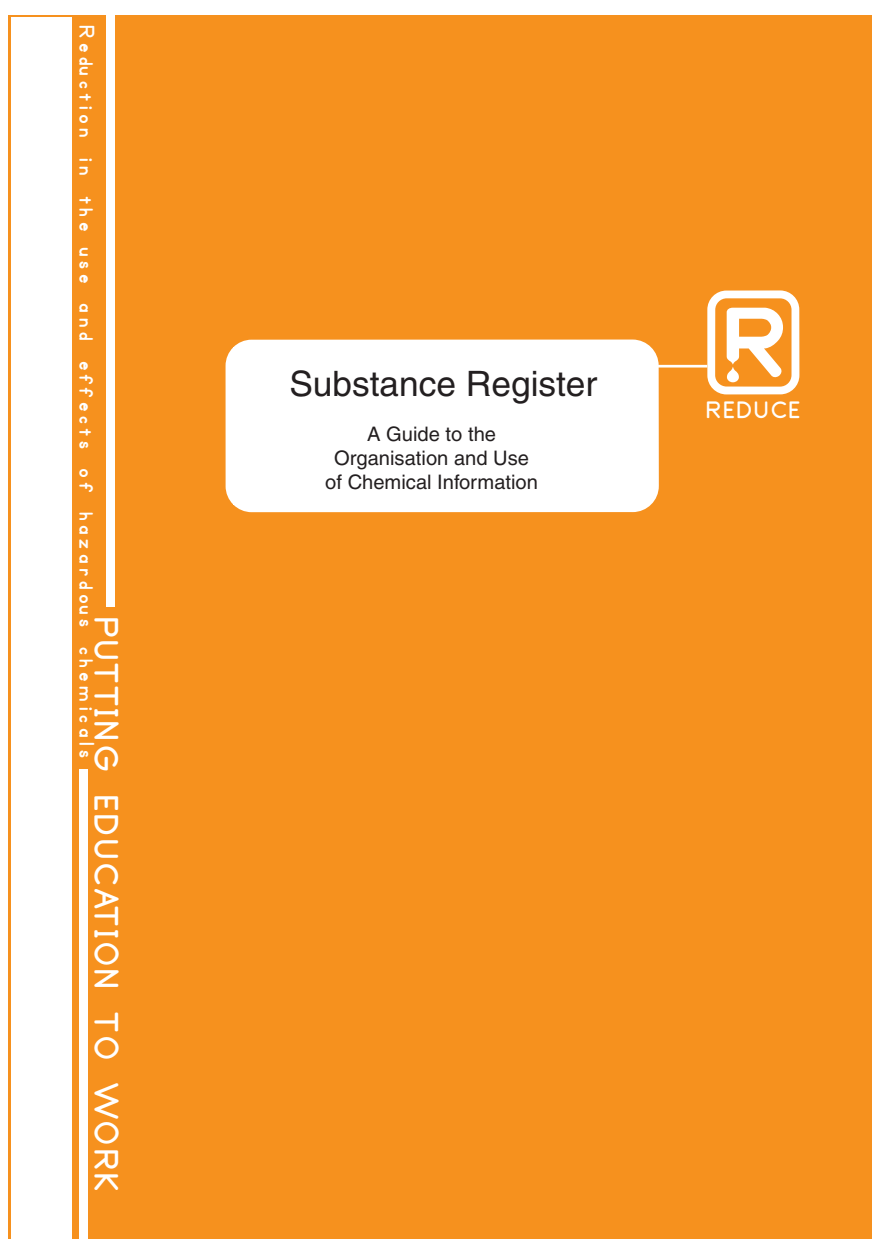 Reduction in the use and effects of hazardous chemicals
PUTTING EDUCATION TO WORK
Substance Register
A Guide to the
Organisation and Use
of Chemical Information
R
REDUCE